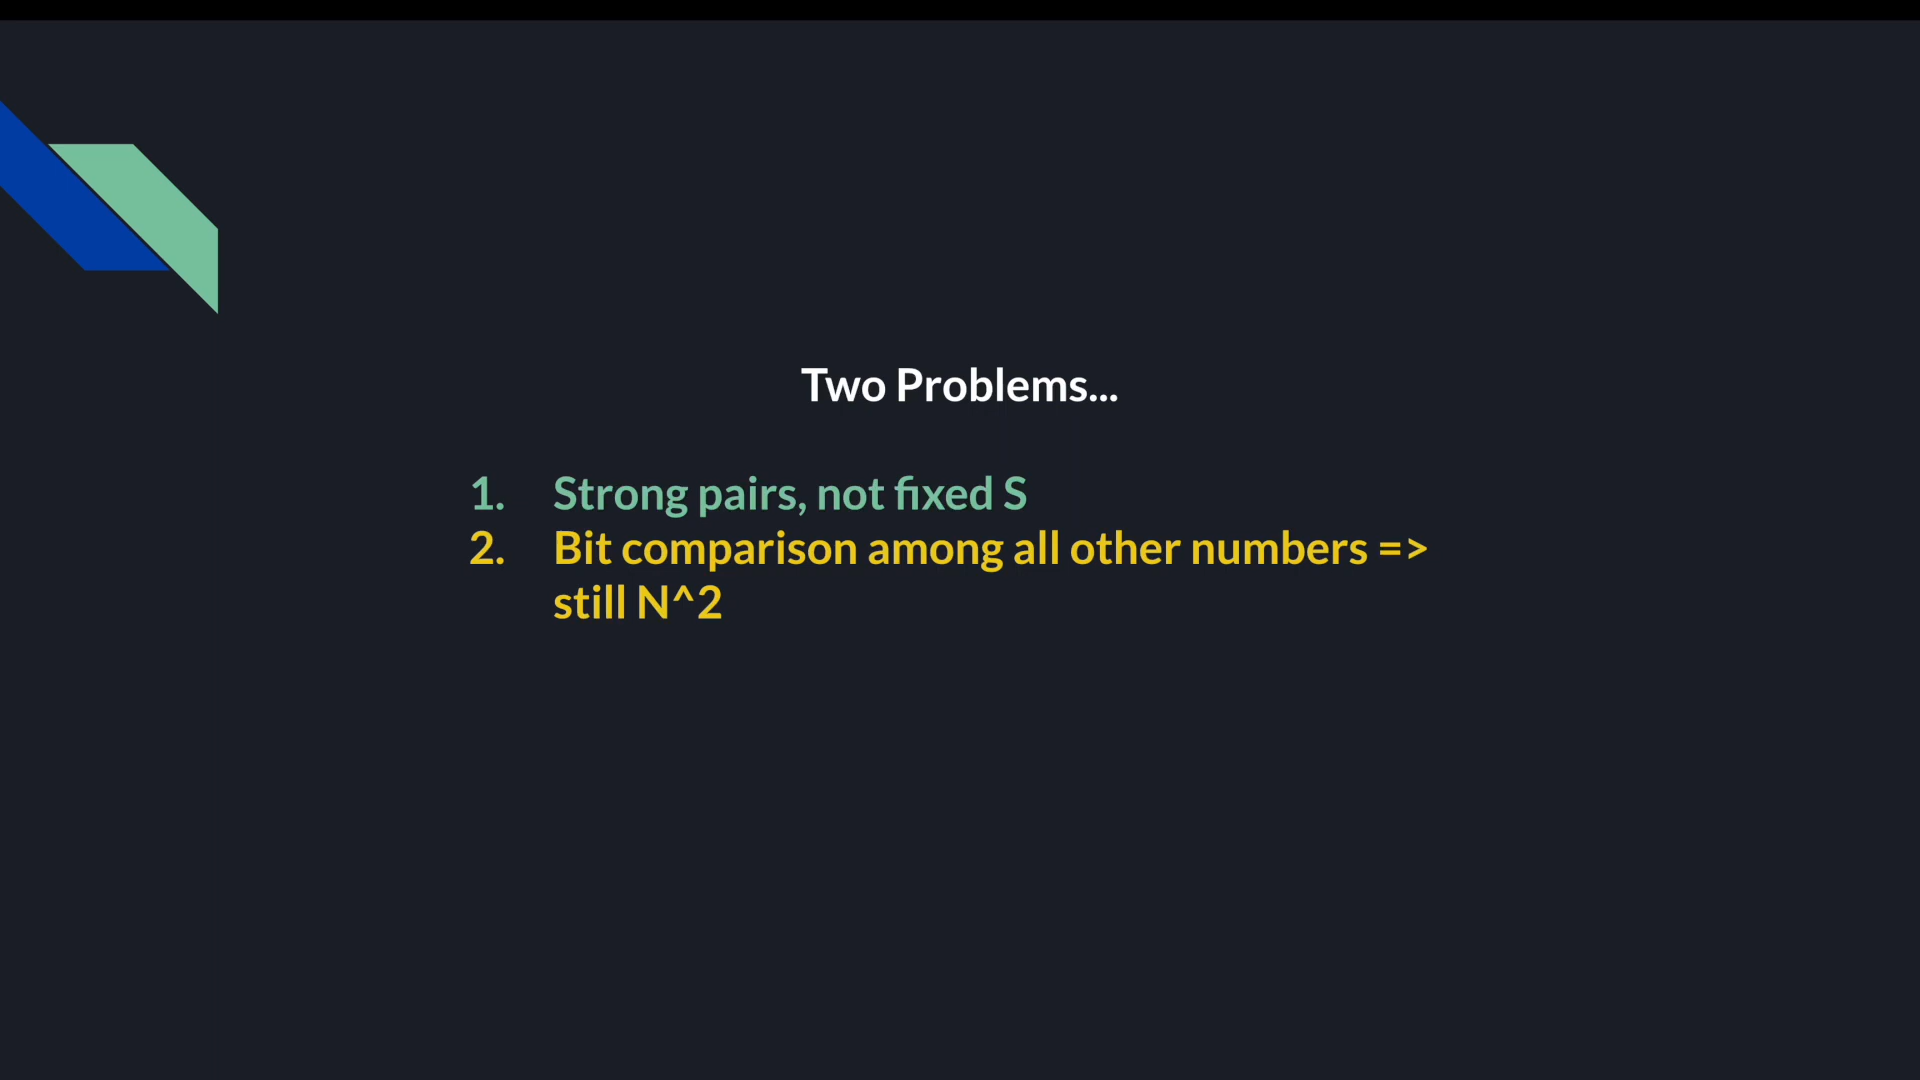 Two Problems...
1. Strong pairs, not fixed S
2. Bit comparison among all other numbers =>
still N^2